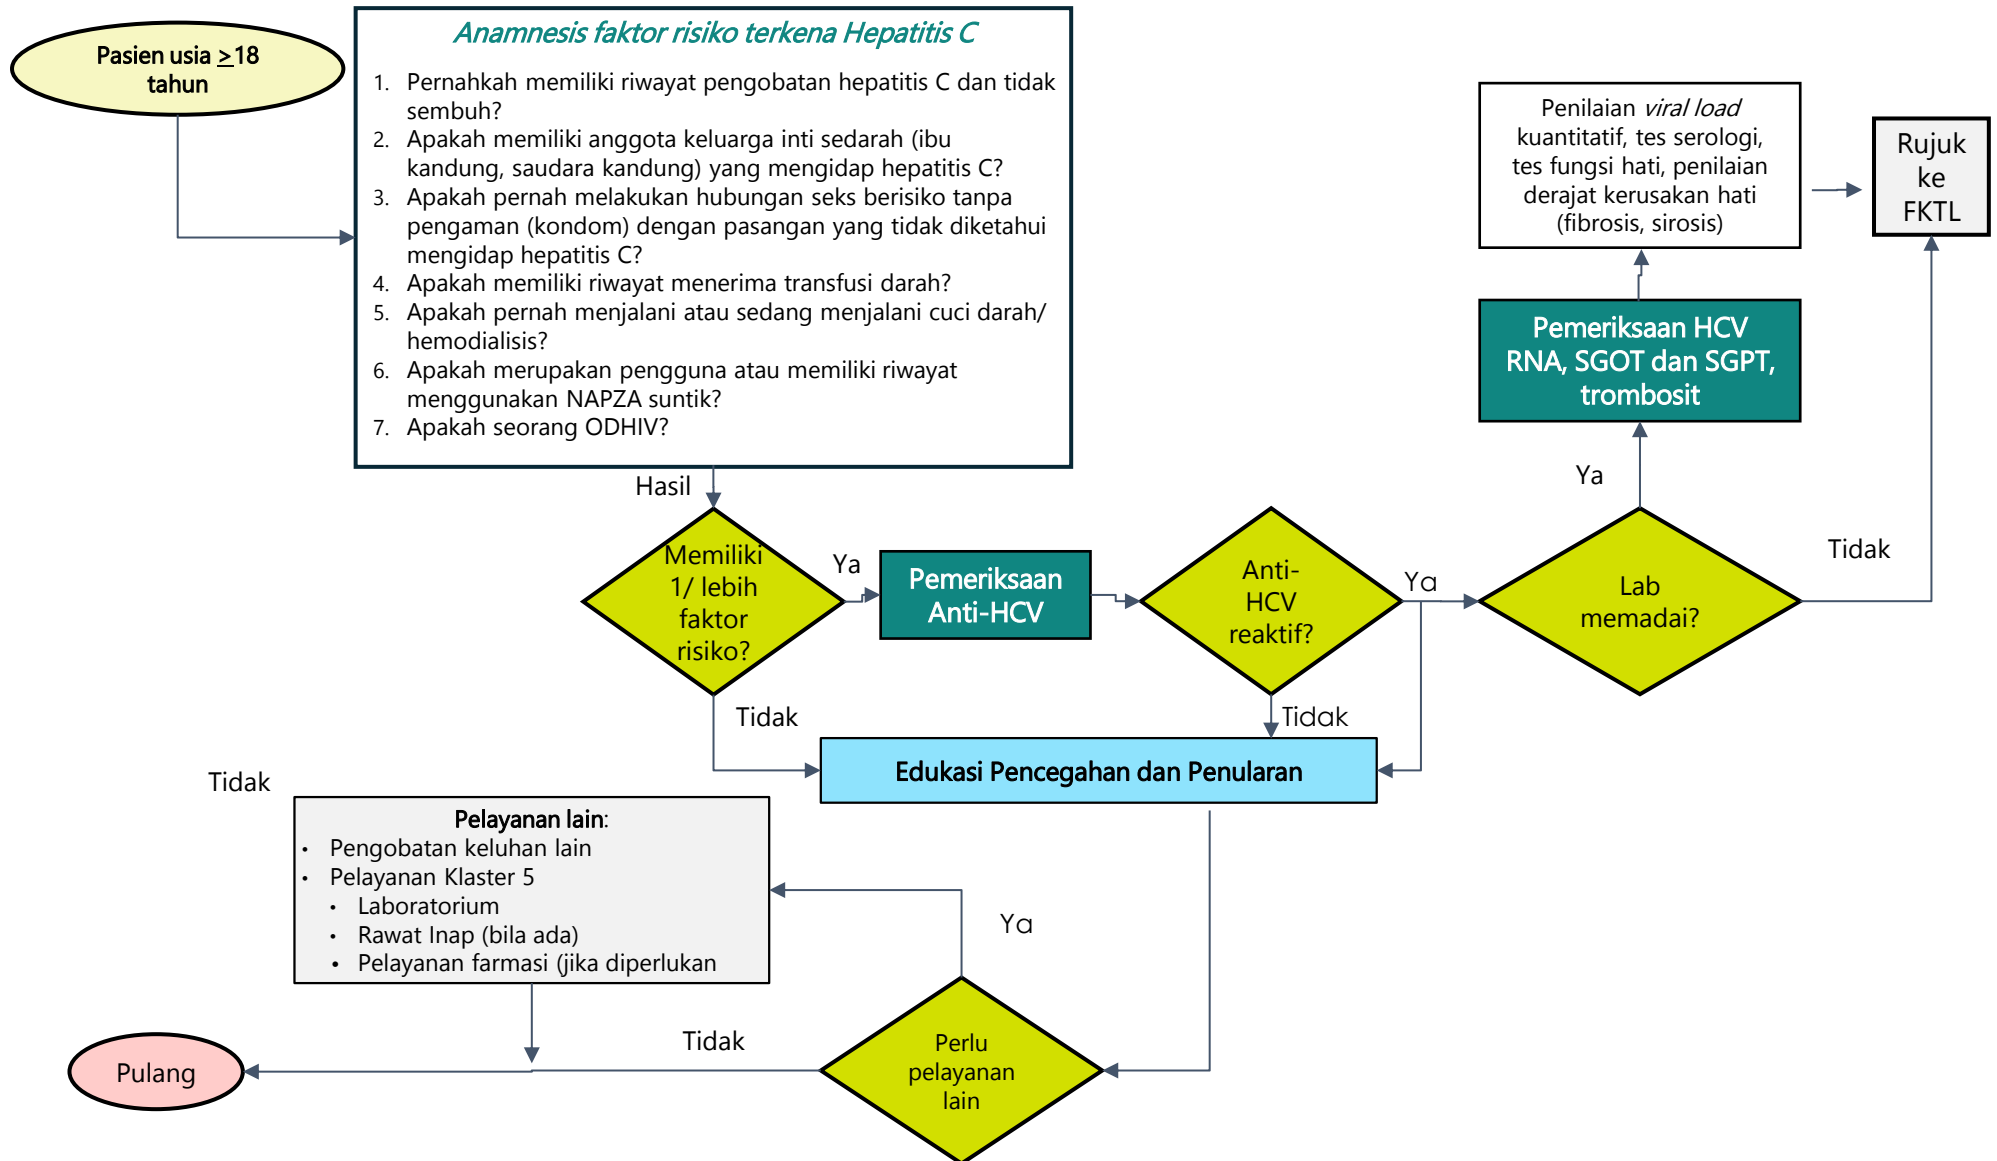 Pasien usia >18
tahun
Anamnesis faktor risiko terkena Hepatitis C
1. Pernahkah memiliki riwayat pengobatan hepatitis C dan tidak
sembuh?
2. Apakah memiliki anggota keluarga inti sedarah (ibu
kandung, saudara kandung) yang mengidap hepatitis C?
3. Apakah pernah melakukan hubungan seks berisiko tanpa
pengaman (kondom) dengan pasangan yang tidak diketahui
mengidap hepatitis C?
4. Apakah memiliki riwayat menerima transfusi darah?
5. Apakah pernah menjalani atau sedang menjalani cuci darah/
hemodialisis?
6. Apakah merupakan pengguna atau memiliki riwayat
menggunakan NAPZA suntik?
7. Apakah seorang ODHIV?
Penilaian viral load
kuantitatif, tes serologi,
tes fungsi hati, penilaian
derajat kerusakan hati
(fibrosis, sirosis)
Rujuk
ke
FKTL
Pemeriksaan HCV
RNA, SGOT dan SGPT,
trombosit
Hasil
Ya
Memiliki
1/ lebih
faktor
risiko?
Ya
Pemeriksaan
Anti-HCV
Anti-
HCV
reaktif?
Ya
Lab
memadai?
Tidak
Tidak
Tidak
Edukasi Pencegahan dan Penularan
Tidak
Pelayanan lain:
• Pengobatan keluhan lain
• Pelayanan Klaster 5
• Laboratorium
• Rawat Inap (bila ada)
• Pelayanan farmasi (jika diperlukan
Ya
Tidak
Perlu
pelayanan
lain
Pulang